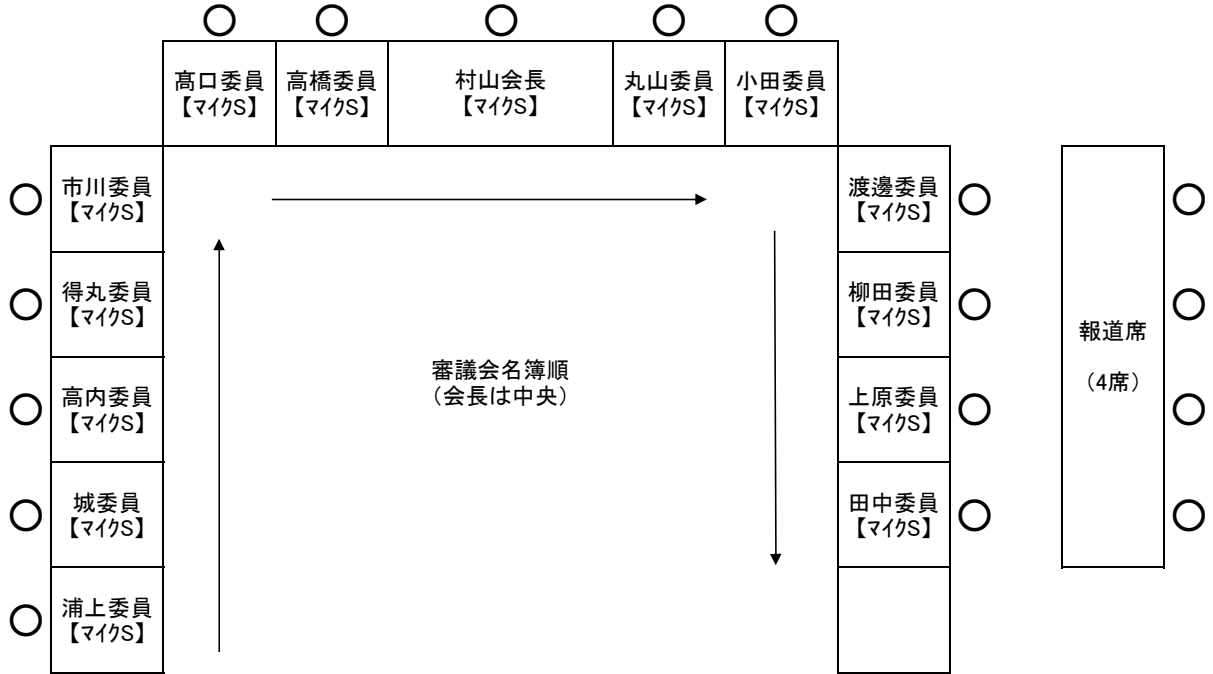 髙口委員
【ﾏｲｸS】
高橋委員
【ﾏｲｸS】
村山会長
【ﾏｲｸS】
丸山委員
【ﾏｲｸS】
小田委員
【ﾏｲｸS】
市川委員
【ﾏｲｸS】
得丸委員
【ﾏｲｸS】
高内委員
【ﾏｲｸS】
城委員
【ﾏｲｸS】
浦上委員
【ﾏｲｸS】
審議会名簿順
（会長は中央）
渡邊委員
【ﾏｲｸS】
柳田委員
【ﾏｲｸS】
上原委員
【ﾏｲｸS】
田中委員
【ﾏｲｸS】
報道席
（4席）